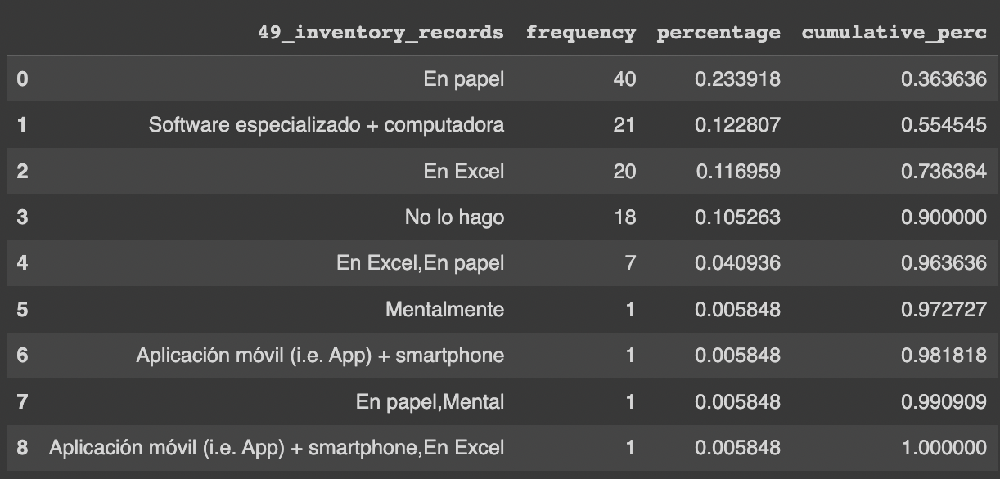 49_inventory_records frequency percentage cumulative_perc
0 En papel 40 0.233918 0.363636
1 Software especializado + computadora 21 0.122807 0.554545
2 En Excel 20 0.116959 0.736364
3 No lo hago 18 0.105263 0.900000
4 En Excel,En papel 7 0.040936 0.963636
5 Mentalmente 1 0.005848 0.972727
6 Aplicación móvil (i.e. App) + smartphone 1 0.005848 0.981818
7 En papel,Mental 1 0.005848 0.990909
8 Aplicación móvil (i.e. App) + smartphone,En Excel 1 0.005848 1.000000